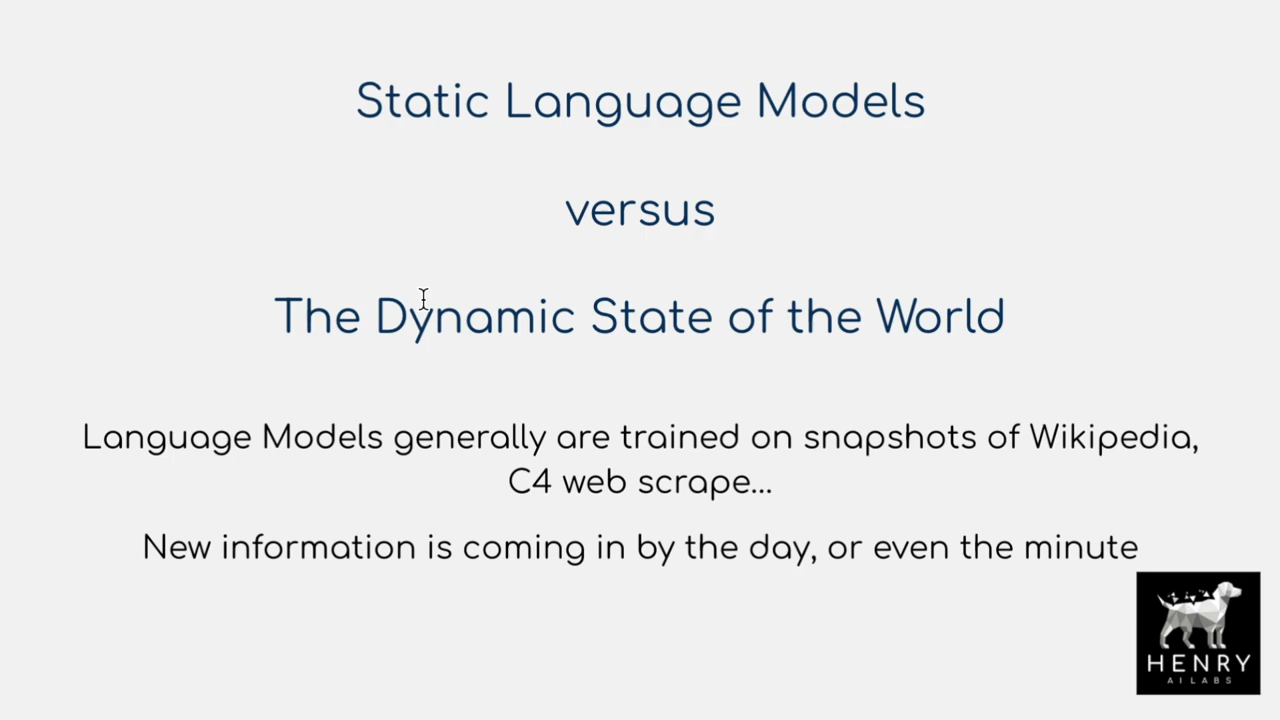 Static Language Models
versus
The Dynamic State of the World
Language Models generally are trained on snapshots of Wikipedia,
C4 web scrape...
New information is coming in by the day, or even the minute
HENRY
AI LABS